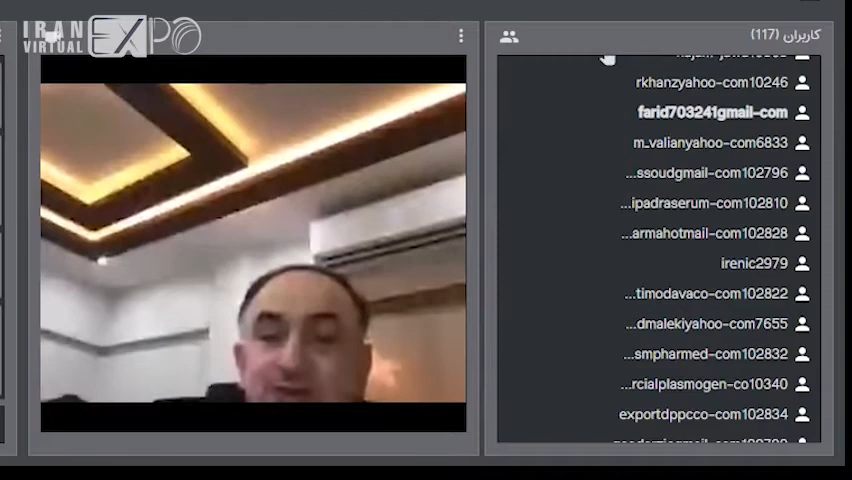 IRAN
VIRTUAL
EXPO
کاربران (117)
rkhanzyahoo-com10246
farid703241gmail-com
m_valianyahoo-com6833
...ssoudgmail-com102796
...ipadraserum-com102810
...armahotmail-com102828
irenic2979
...timodavaco-com102822
...dmalekiyahoo-com7655
...smpharmed-com102832
...rcialplasmogen-co10340
exportdppcco-com102834